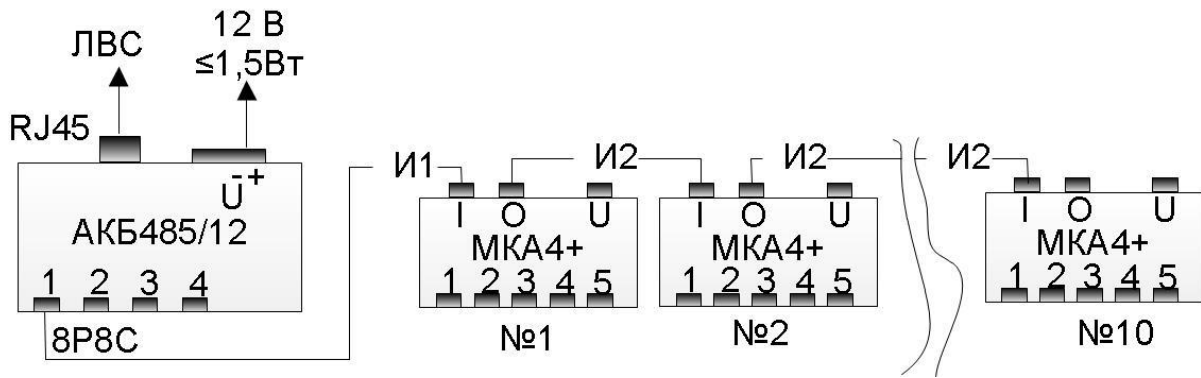 ЛВС
12 В
≤1,5Вт
RJ45
U-+
АКБ485/12
1 2 3 4
8P8C
И1
И2
И2
И2
I O U
МКА4+
1 2 3 4 5
№1
I O U
МКА4+
1 2 3 4 5
№2
I O U
МКА4+
1 2 3 4 5
№10